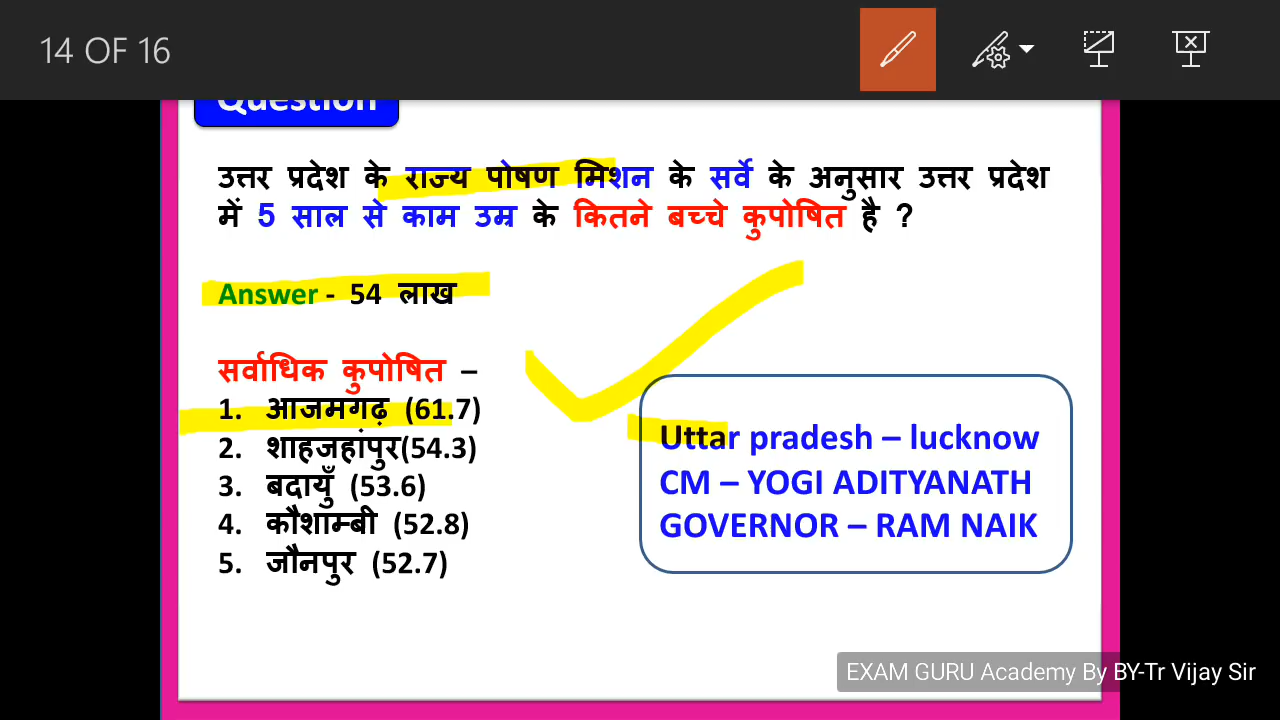 14 OF 16
Question
उत्तर प्रदेश के राज्य पोषण मिशन के सर्वे के अनुसार उत्तर प्रदेश
में 5 साल से काम उम्र के कितने बच्चे कुपोषित है ?
Answer - 54 लाख
सर्वाधिक कुपोषित –
1. आजमगढ़ (61.7)
2. शाहजहांपुर(54.3)
3. बदायुँ (53.6)
4. कौशाम्बी (52.8)
5. जौनपुर (52.7)
Uttar pradesh – lucknow
CM – YOGI ADITYANATH
GOVERNOR – RAM NAIK
EXAM GURU Academy By BY-Tr Vijay Sir